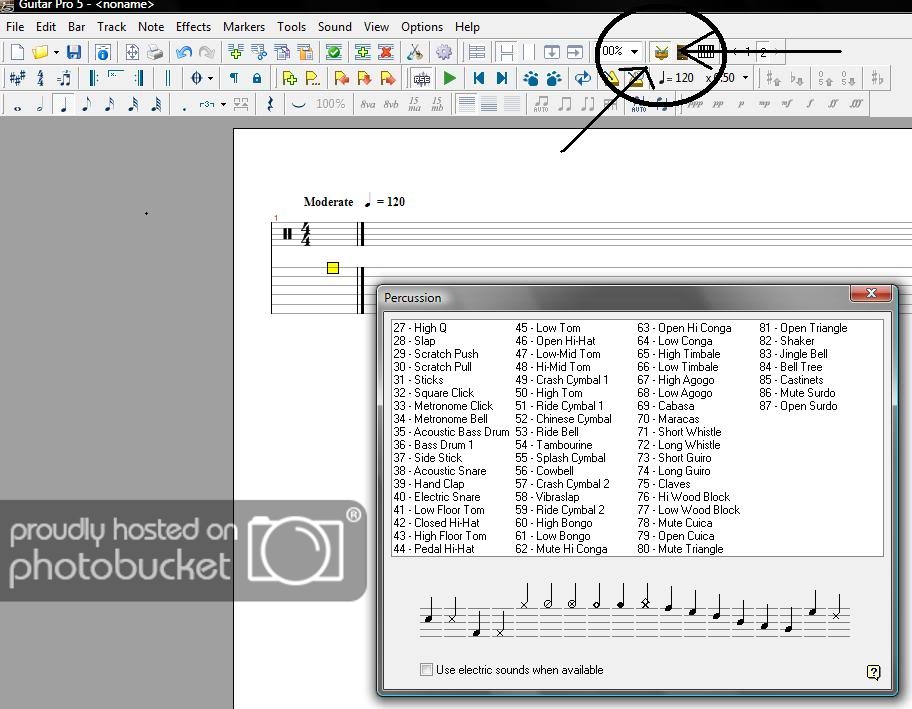 Guitar Pro 5 - <noname>
File Edit Bar Track Note Effects Markers Tools Sound View Options Help
00% 1 2
= 120 x 50
3 100% 8va 8vb 15 ma 15 mb AUTO AUTO ppp pp p mp mf f ff fff
Moderate = 120
1
4
4
Percussion
27 - High Q
28 - Slap
29 - Scratch Push
30 - Scratch Pull
31 - Sticks
32 - Square Click
33 - Metronome Click
34 - Metronome Bell
35 - Acoustic Bass Drum
36 - Bass Drum 1
37 - Side Stick
38 - Acoustic Snare
39 - Hand Clap
40 - Electric Snare
41 - Low Floor Tom
42 - Closed Hi-Hat
43 - High Floor Tom
44 - Pedal Hi-Hat
45 - Low Tom
46 - Open Hi-Hat
47 - Low-Mid Tom
48 - Hi-Mid Tom
49 - Crash Cymbal 1
50 - High Tom
51 - Ride Cymbal 1
52 - Chinese Cymbal
53 - Ride Bell
54 - Tambourine
55 - Splash Cymbal
56 - Cowbell
57 - Crash Cymbal 2
58 - Vibraslap
59 - Ride Cymbal 2
60 - High Bongo
61 - Low Bongo
62 - Mute Hi Conga
63 - Open Hi Conga
64 - Low Conga
65 - High Timbale
66 - Low Timbale
67 - High Agogo
68 - Low Agogo
69 - Cabasa
70 - Maracas
71 - Short Whistle
72 - Long Whistle
73 - Short Guiro
74 - Long Guiro
75 - Claves
76 - Hi Wood Block
77 - Low Wood Block
78 - Mute Cuica
79 - Open Cuica
80 - Mute Triangle
81 - Open Triangle
82 - Shaker
83 - Jingle Bell
84 - Bell Tree
85 - Castinets
86 - Mute Surdo
87 - Open Surdo
Use electric sounds when available
proudly hosted on
photobucket ®